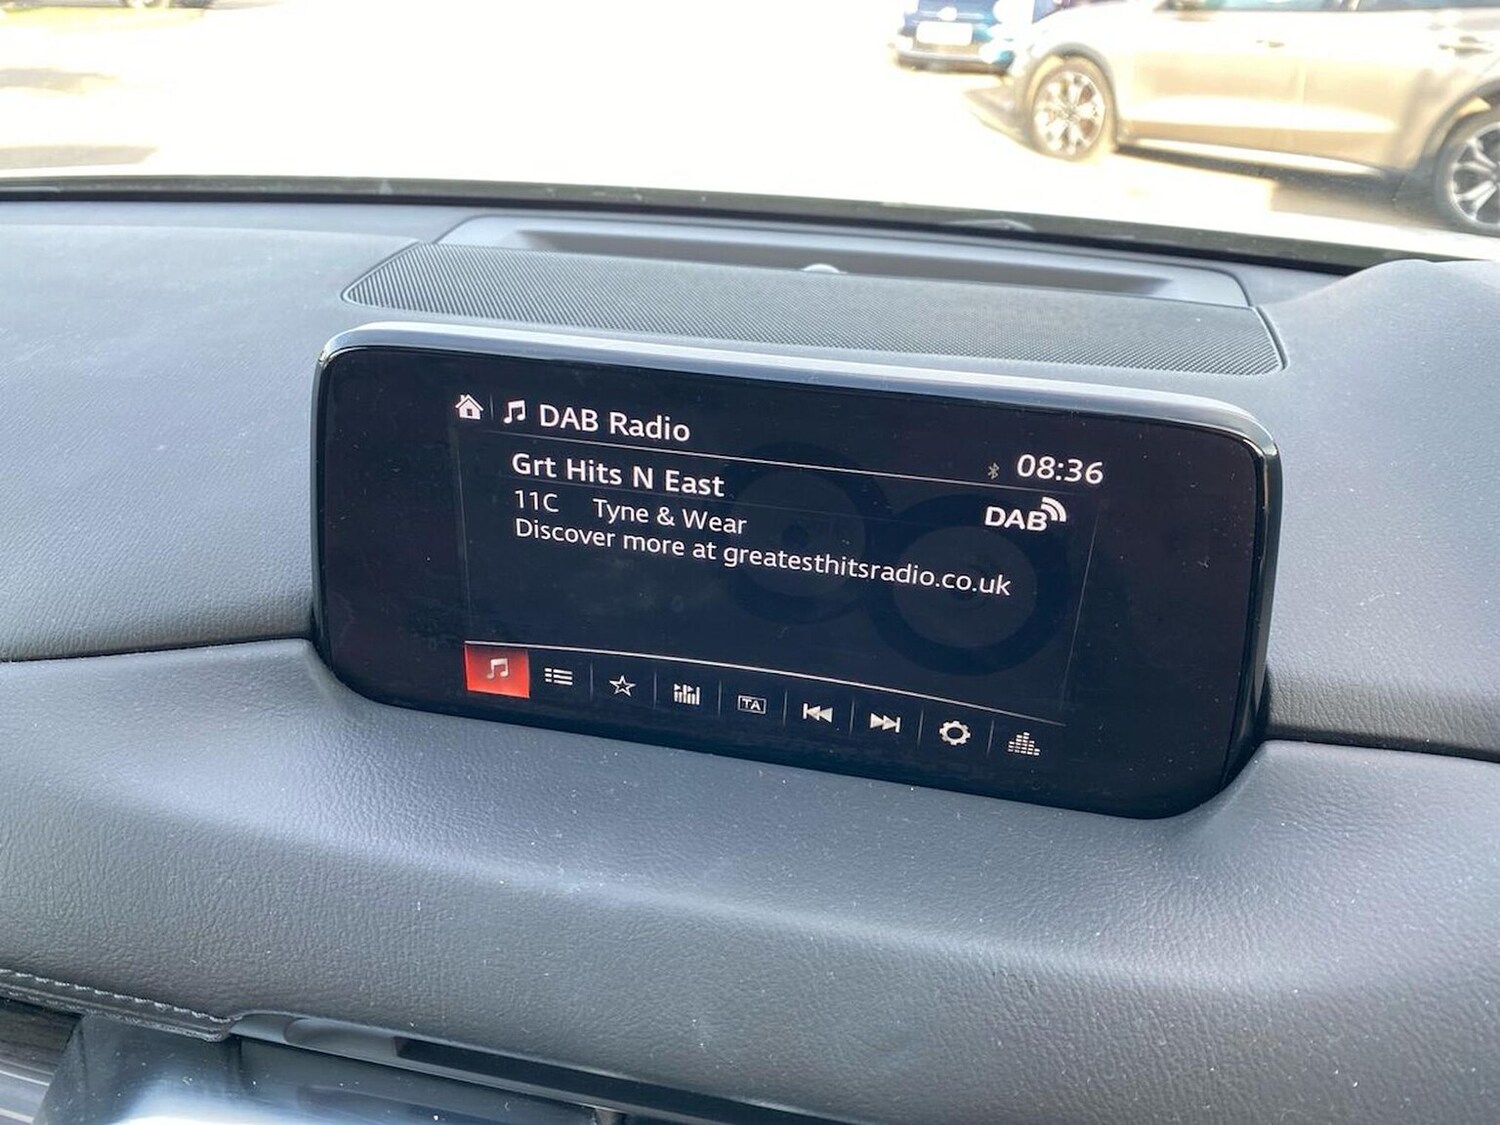 DAB Radio
08:36
Grt Hits N East
DAB
11C Tyne & Wear
Discover more at greatesthitsradio.co.uk
TA